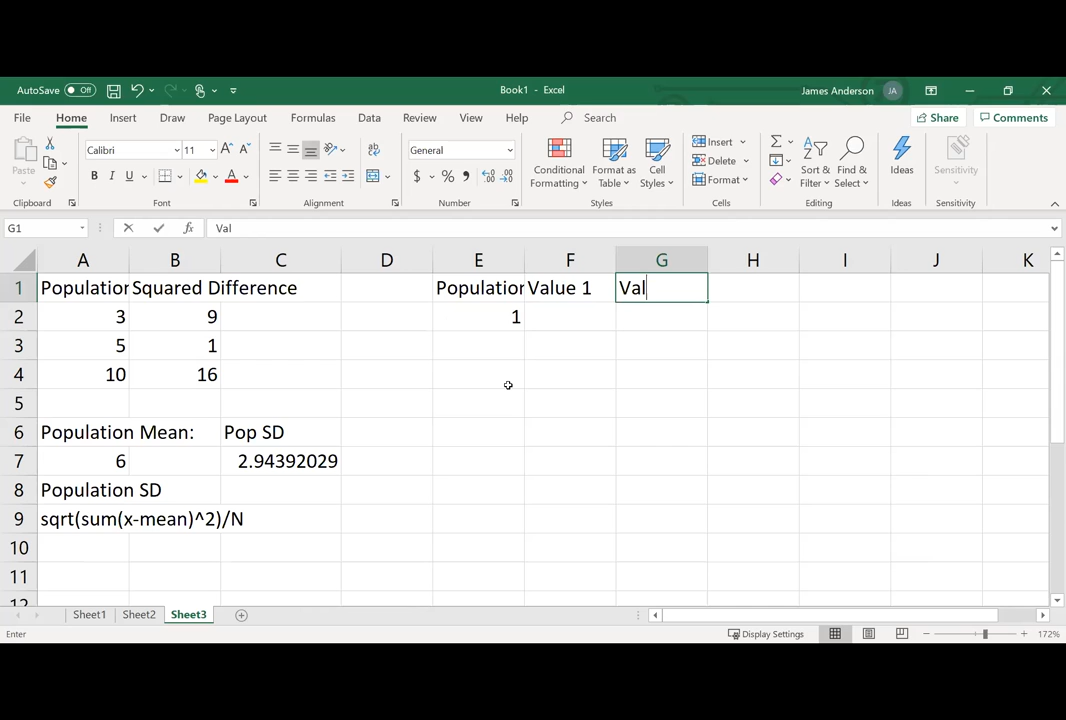 AutoSave Off Book1 - Excel James Anderson JA
File Home Insert Draw Page Layout Formulas Data Review View Help Search Share Comments
Paste Calibri 11 A A ab General Conditional Formatting Format as Table Cell Styles Insert Delete Format Sort & Filter Find & Select Ideas Sensitivity
B I U A $ % 9
Clipboard Font Alignment Number Styles Cells Editing Ideas Sensitivity
G1 fx Val
A B C D E F G H I J K
1 Population Squared Difference Population Value 1 Val
2 3 9 1
3 5 1
4 10 16
5
6 Population Mean: Pop SD
7 6 2.94392029
8 Population SD
9 sqrt(sum(x-mean)^2)/N
10
11
12
Sheet1 Sheet2 Sheet3
Enter Display Settings 172%